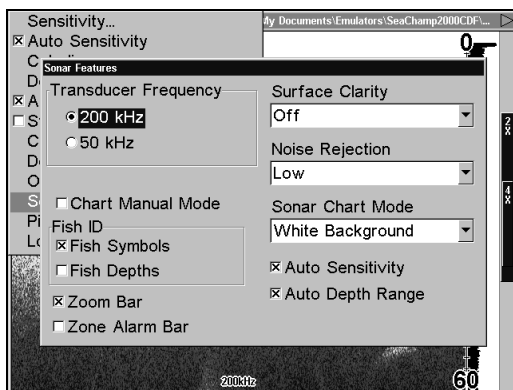 Sensitivity...
My Documents\Emulators\SeaChamp2000CDF\...
Auto Sensitivity
0
Sonar Features
Transducer Frequency
200 kHz
50 kHz
Surface Clarity
Off
Noise Rejection
Low
Chart Manual Mode
Sonar Chart Mode
White Background
Fish ID
Fish Symbols
Fish Depths
Auto Sensitivity
Auto Depth Range
Zoom Bar
Zone Alarm Bar
2X
4X
200kHz
60